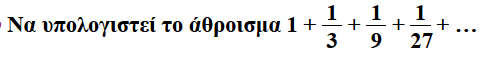 Να υπολογιστεί το άθροισμα 1 + 1/3 + 1/9 + 1/27 + …